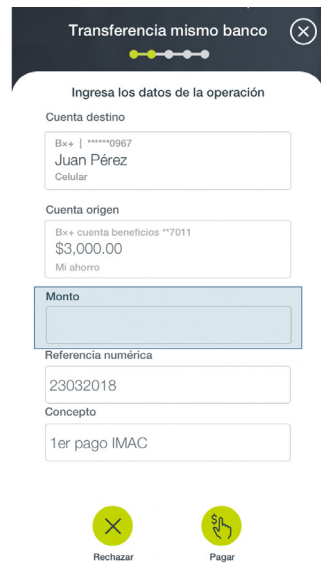 Transferencia mismo banco
Ingresa los datos de la operación
Cuenta destino
B×+ | ******0967
Juan Pérez
Celular
Cuenta origen
B×+ cuenta beneficios **7011
$3,000.00
Mi ahorro
Monto
Referencia numérica
23032018
Concepto
1er pago IMAC
$
Rechazar
Pagar